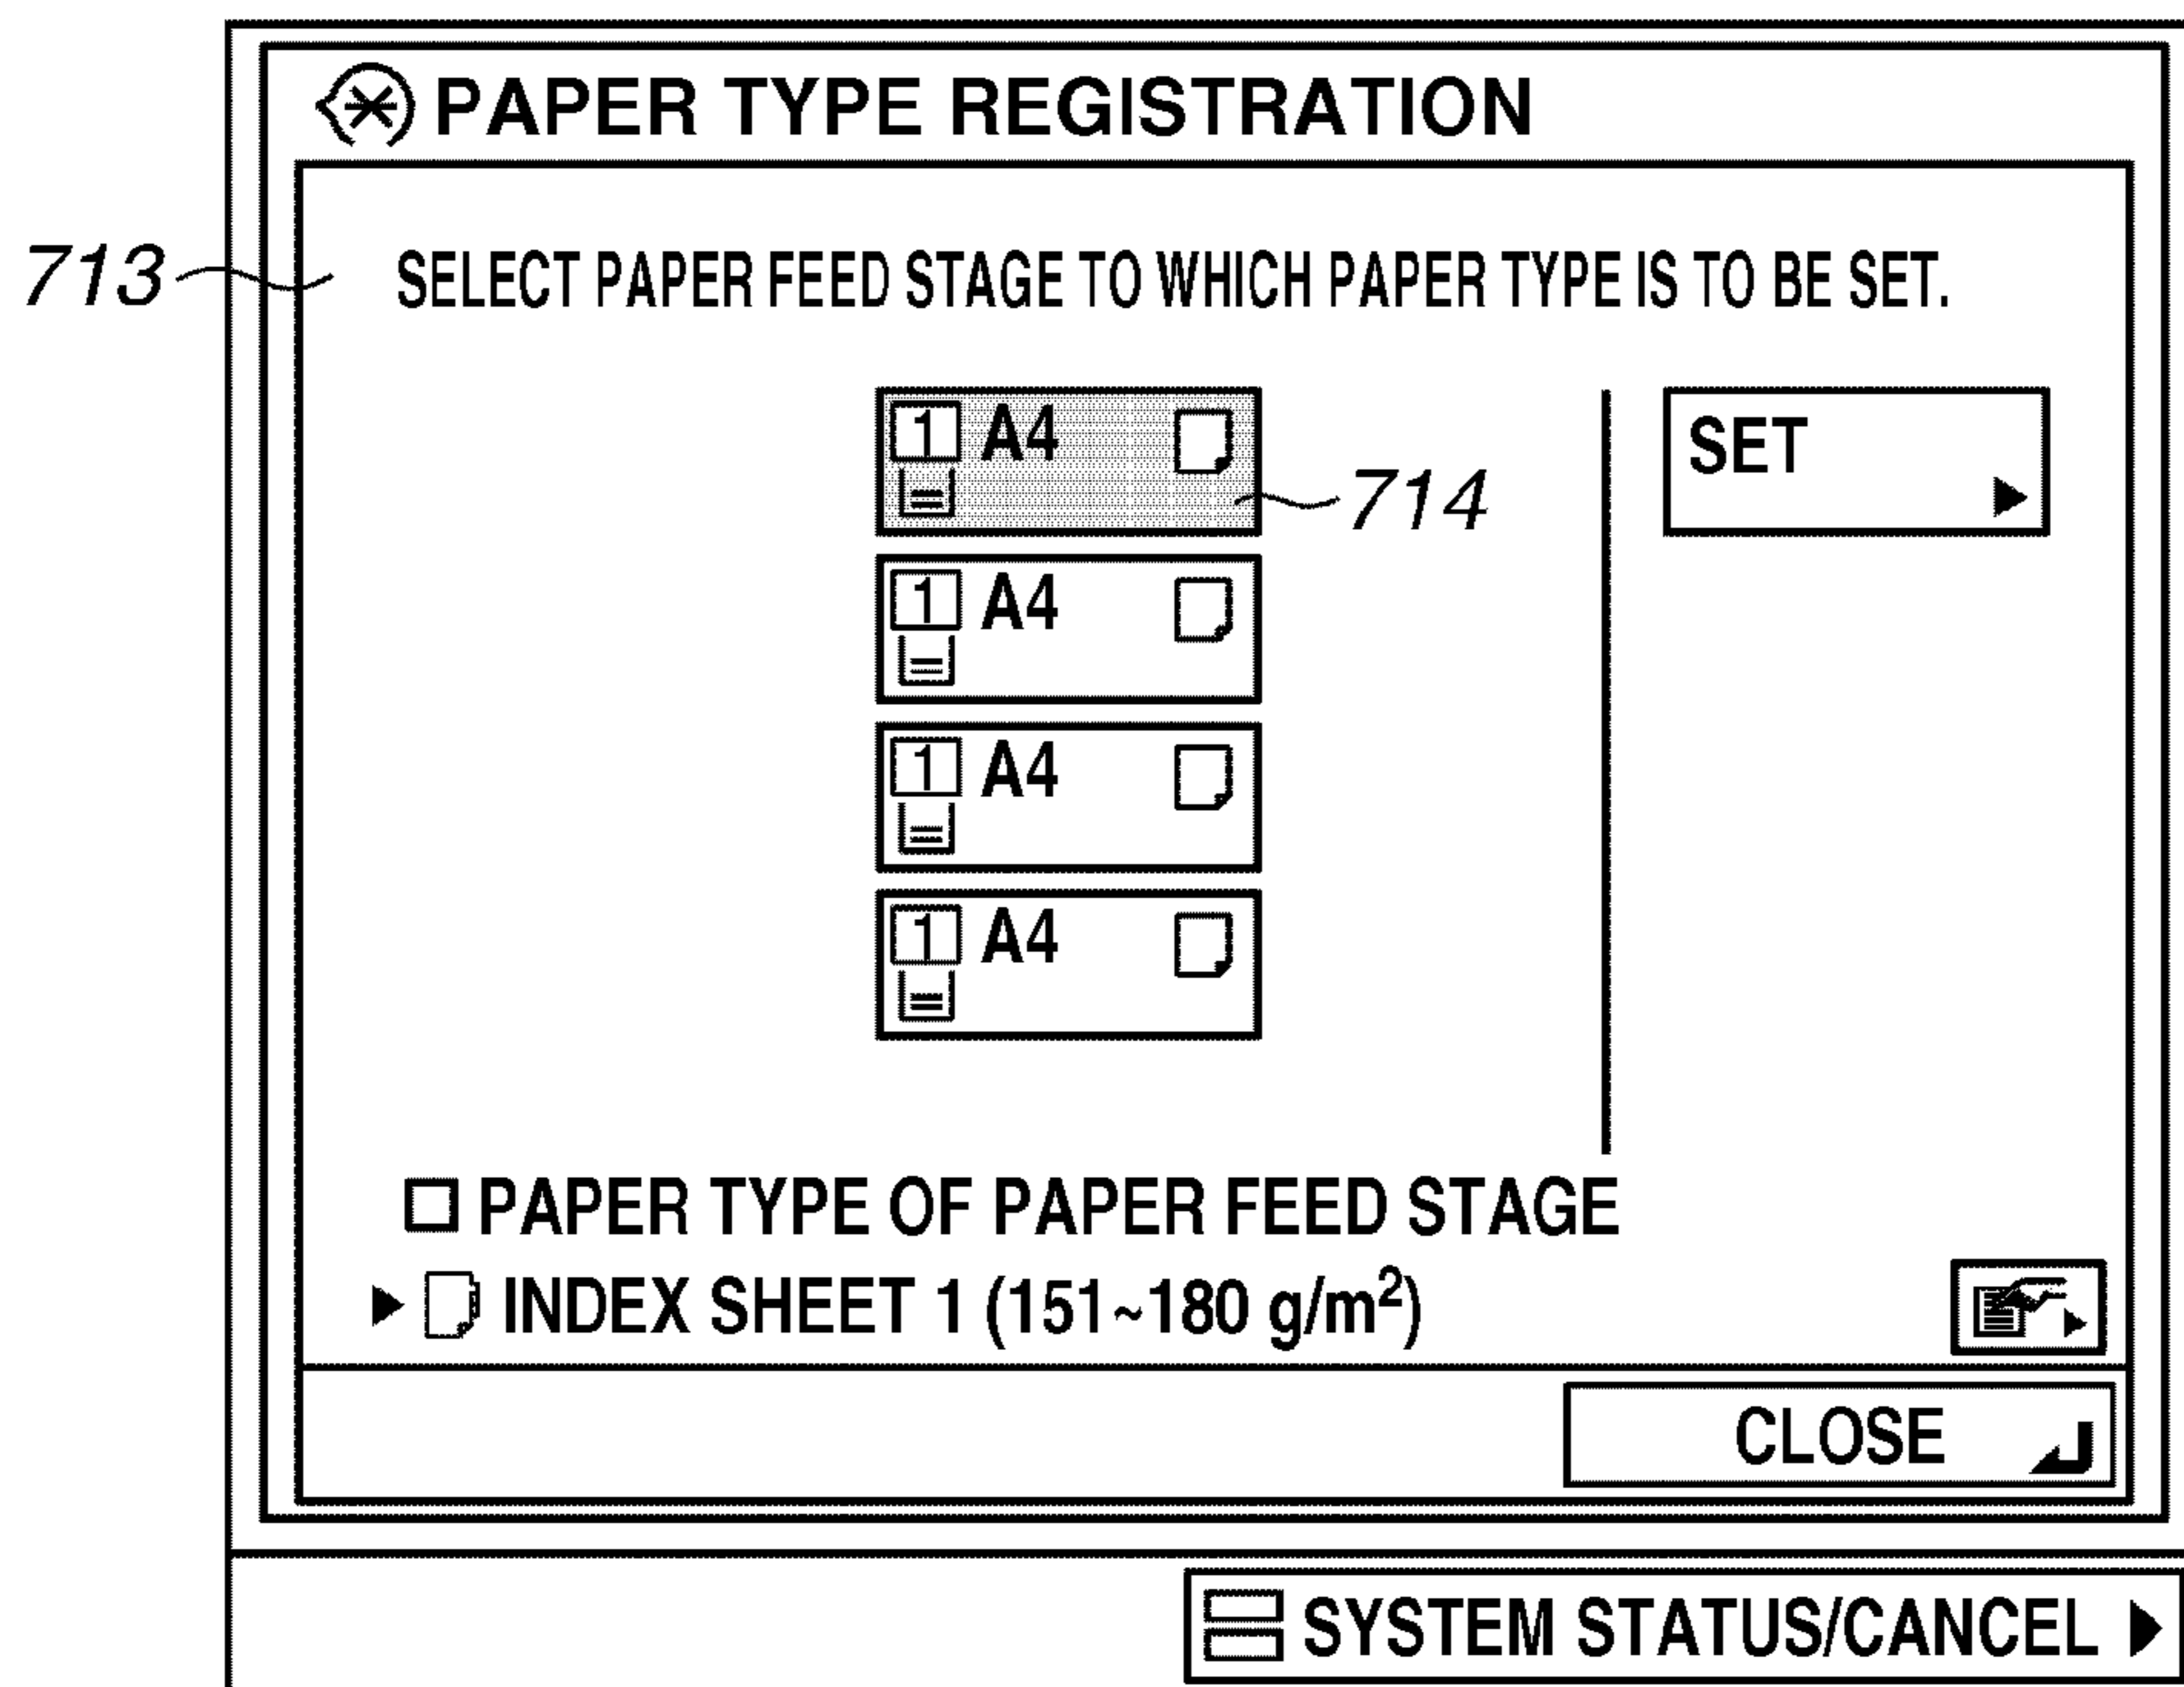 PAPER TYPE REGISTRATION
713
SELECT PAPER FEED STAGE TO WHICH PAPER TYPE IS TO BE SET.
1 A4
714
SET
1 A4
1 A4
1 A4
PAPER TYPE OF PAPER FEED STAGE
INDEX SHEET 1 (151~180 g/m²)
CLOSE
SYSTEM STATUS/CANCEL